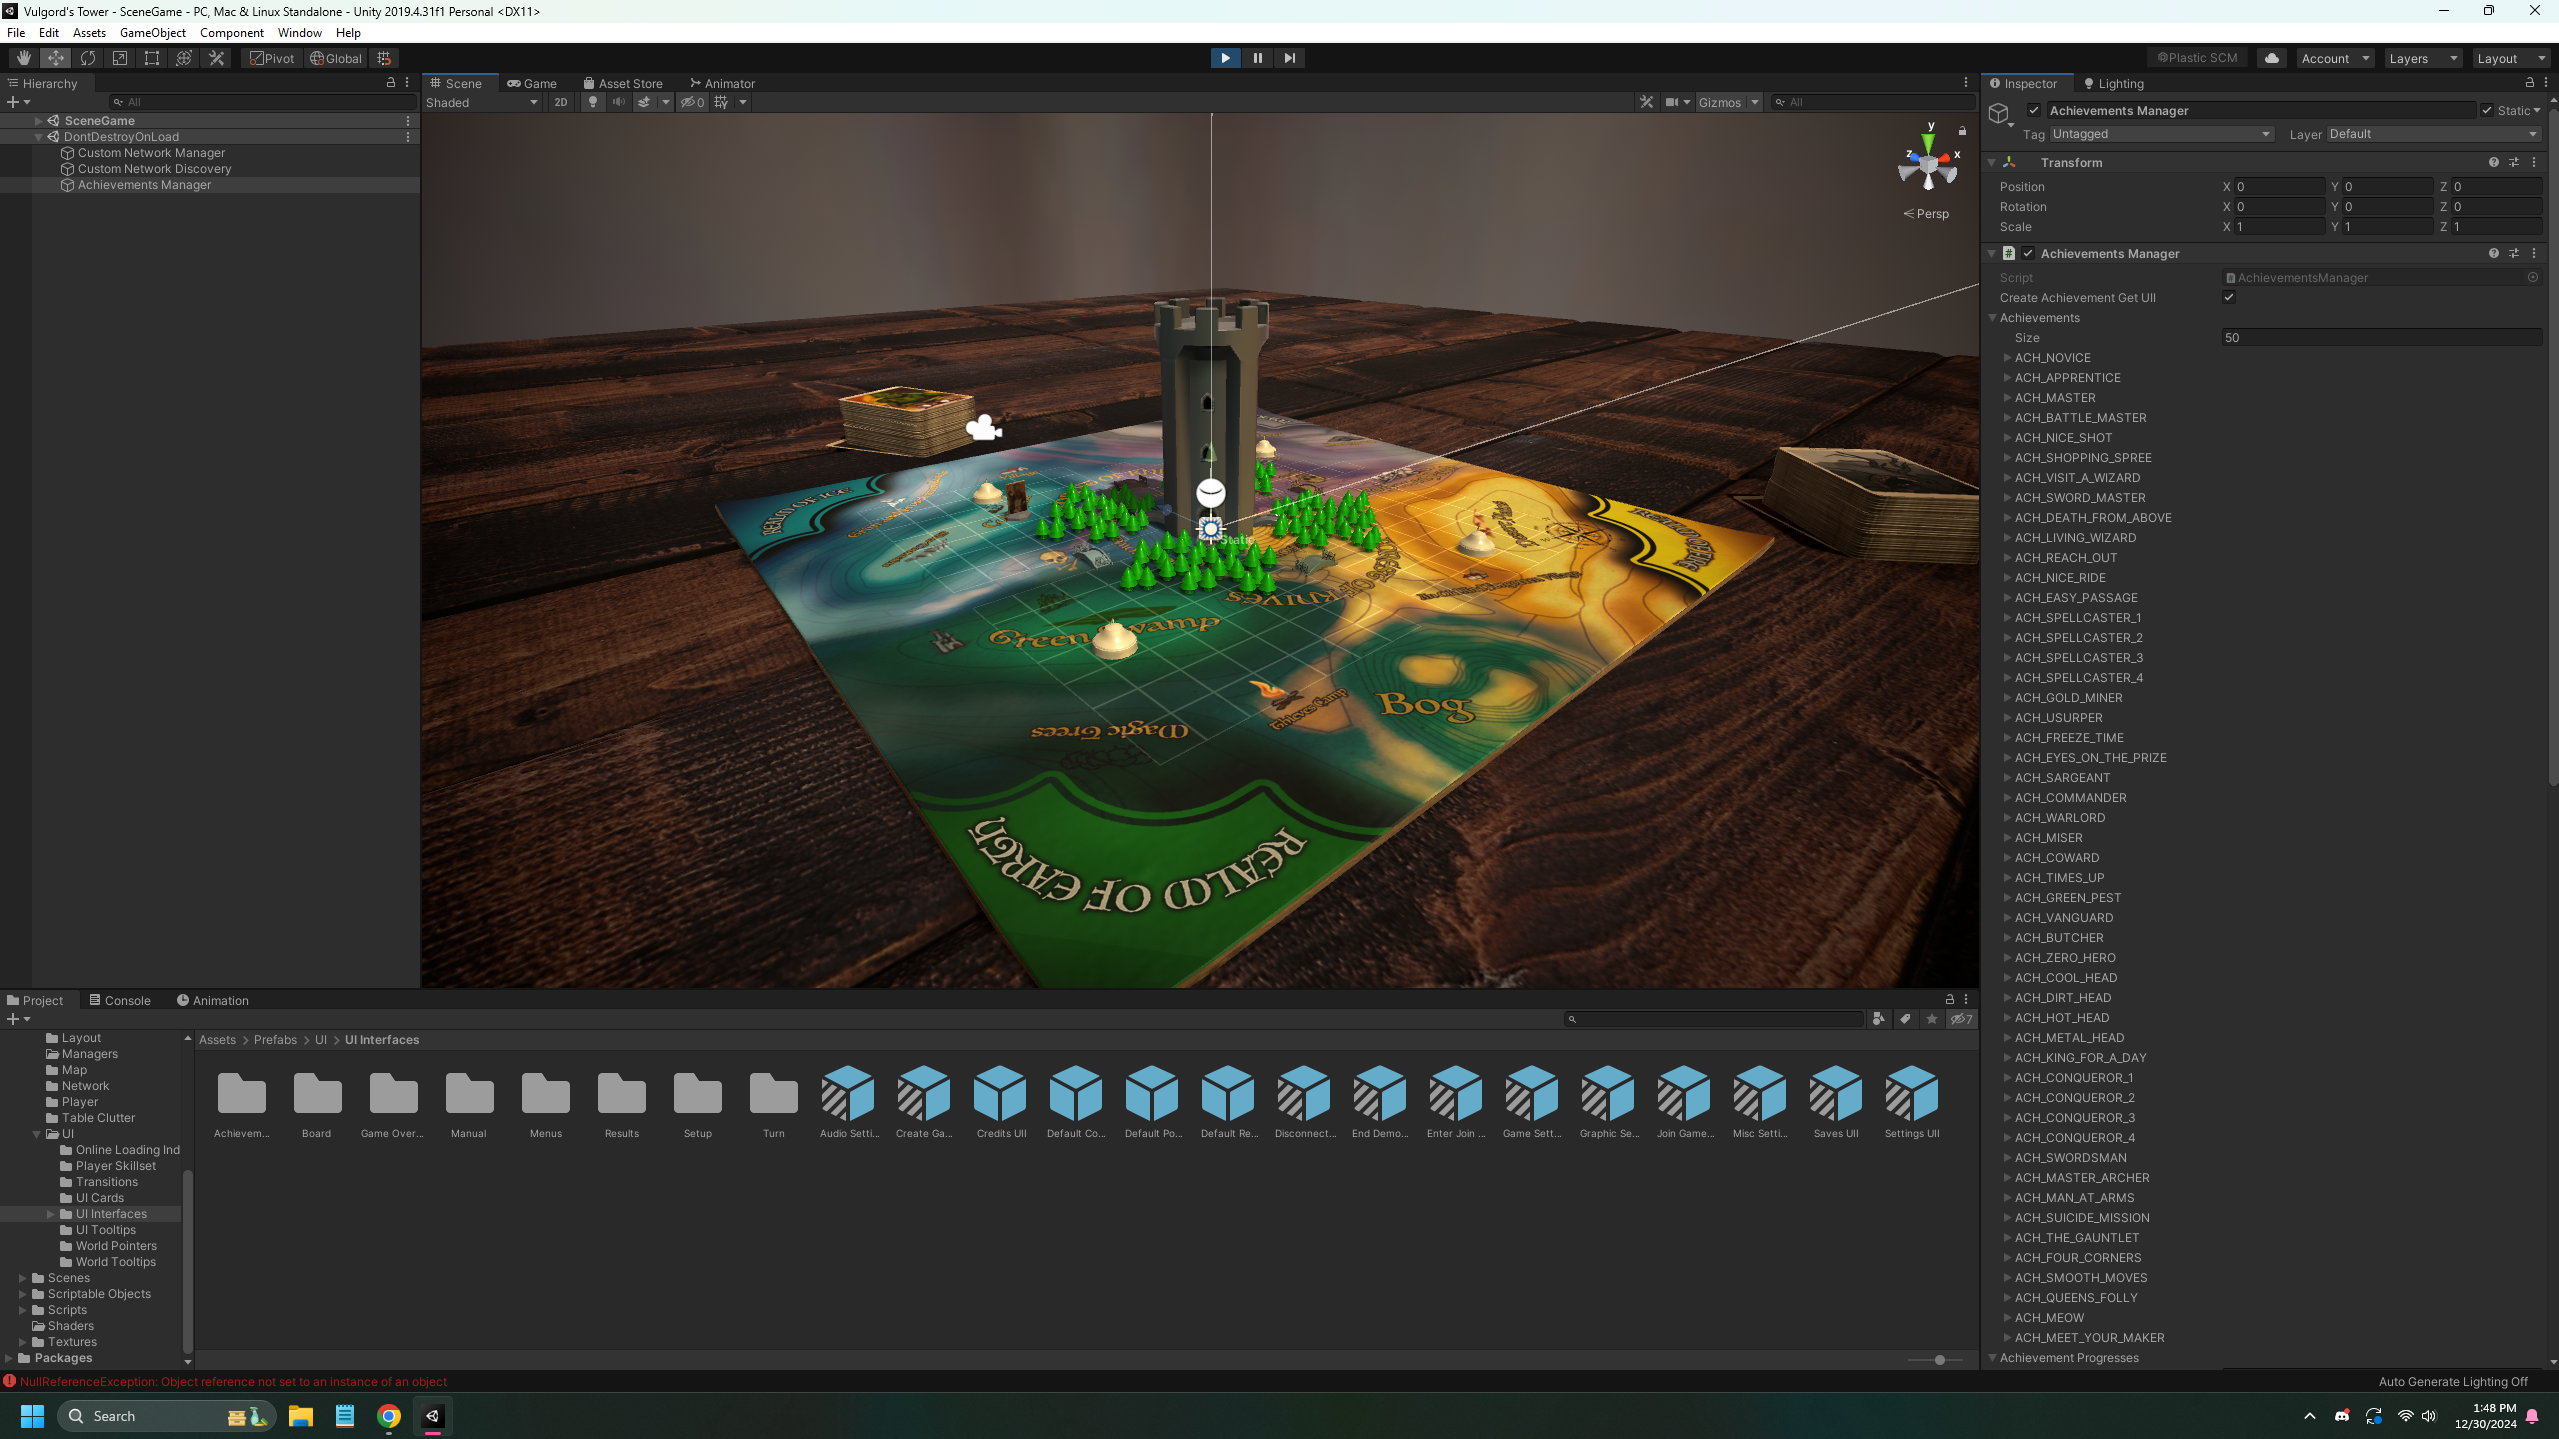 Vulgord's Tower - SceneGame - PC, Mac & Linux Standalone - Unity 2019.4.31f1 Personal <DX11>
File Edit Assets GameObject Component Window Help
Pivot Global Plastic SCM Account Layers Layout
Hierarchy
All
SceneGame
DontDestroyOnLoad
Custom Network Manager
Custom Network Discovery
Achievements Manager
Scene Game Asset Store Animator
Shaded 2D 0 Gizmos All
y
z x
Persp
Static
REALM OF ICE
Green Swamp
Thieves Camp
Bog
Magic Trees
REALM OF EARTH
REALM OF FIRE
Inspector Lighting
Achievements Manager Static
Tag Untagged Layer Default
Transform
Position X 0 Y 0 Z 0
Rotation X 0 Y 0 Z 0
Scale X 1 Y 1 Z 1
Achievements Manager
Script AchievementsManager
Create Achievement Get UII
Achievements
Size 50
ACH_NOVICE
ACH_APPRENTICE
ACH_MASTER
ACH_BATTLE_MASTER
ACH_NICE_SHOT
ACH_SHOPPING_SPREE
ACH_VISIT_A_WIZARD
ACH_SWORD_MASTER
ACH_DEATH_FROM_ABOVE
ACH_LIVING_WIZARD
ACH_REACH_OUT
ACH_NICE_RIDE
ACH_EASY_PASSAGE
ACH_SPELLCASTER_1
ACH_SPELLCASTER_2
ACH_SPELLCASTER_3
ACH_SPELLCASTER_4
ACH_GOLD_MINER
ACH_USURPER
ACH_FREEZE_TIME
ACH_EYES_ON_THE_PRIZE
ACH_SARGEANT
ACH_COMMANDER
ACH_WARLORD
ACH_MISER
ACH_COWARD
ACH_TIMES_UP
ACH_GREEN_PEST
ACH_VANGUARD
ACH_BUTCHER
ACH_ZERO_HERO
ACH_COOL_HEAD
ACH_DIRT_HEAD
ACH_HOT_HEAD
ACH_METAL_HEAD
ACH_KING_FOR_A_DAY
ACH_CONQUEROR_1
ACH_CONQUEROR_2
ACH_CONQUEROR_3
ACH_CONQUEROR_4
ACH_SWORDSMAN
ACH_MASTER_ARCHER
ACH_MAN_AT_ARMS
ACH_SUICIDE_MISSION
ACH_THE_GAUNTLET
ACH_FOUR_CORNERS
ACH_SMOOTH_MOVES
ACH_QUEENS_FOLLY
ACH_MEOW
ACH_MEET_YOUR_MAKER
Achievement Progresses
Project Console Animation
7
Layout
Managers
Map
Network
Player
Table Clutter
UI
Online Loading Ind
Player Skillset
Transitions
UI Cards
UI Interfaces
UI Tooltips
World Pointers
World Tooltips
Scenes
Scriptable Objects
Scripts
Shaders
Textures
Packages
Assets > Prefabs > UI > UI Interfaces
Achievem... Board Game Over... Manual Menus Results Setup Turn Audio Setti... Create Ga... Credits UII Default Co... Default Po... Default Re... Disconnect... End Demo... Enter Join ... Game Sett... Graphic Se... Join Game... Misc Setti... Saves UII Settings UII
NullReferenceException: Object reference not set to an instance of an object
Auto Generate Lighting Off
Search
1:48 PM
12/30/2024